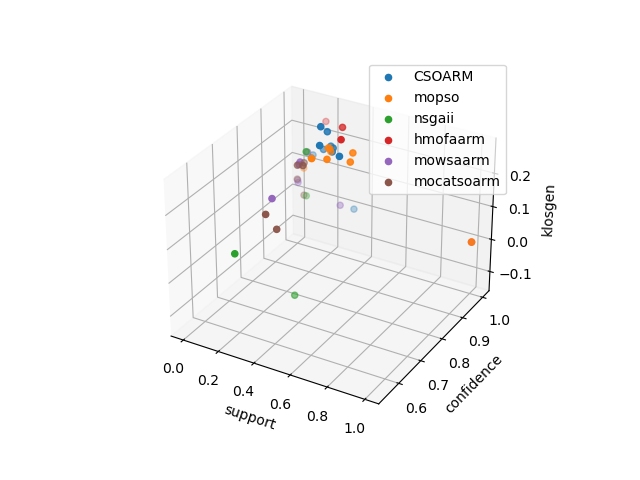 CSOARM
mopso
nsgaii
hmofaarm
mowsaarm
mocatsoarm
0.2
0.1
0.0
−0.1
klosgen
1.0
0.9
0.8
0.7
0.6
confidence
0.0
0.2
0.4
0.6
0.8
1.0
support